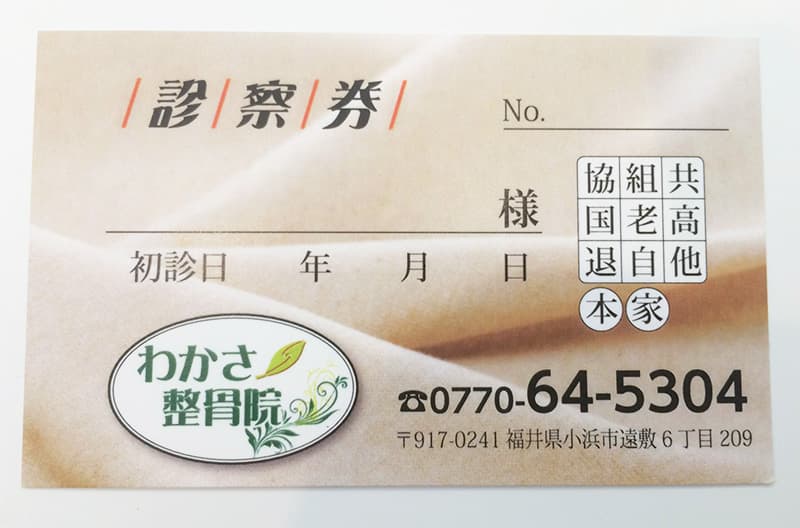 診察券
No.
様
初診日 年 月 日
協組共
国老高
退自他
本家
わかさ
整骨院
☎0770-64-5304
〒917-0241 福井県小浜市遠敷6丁目209